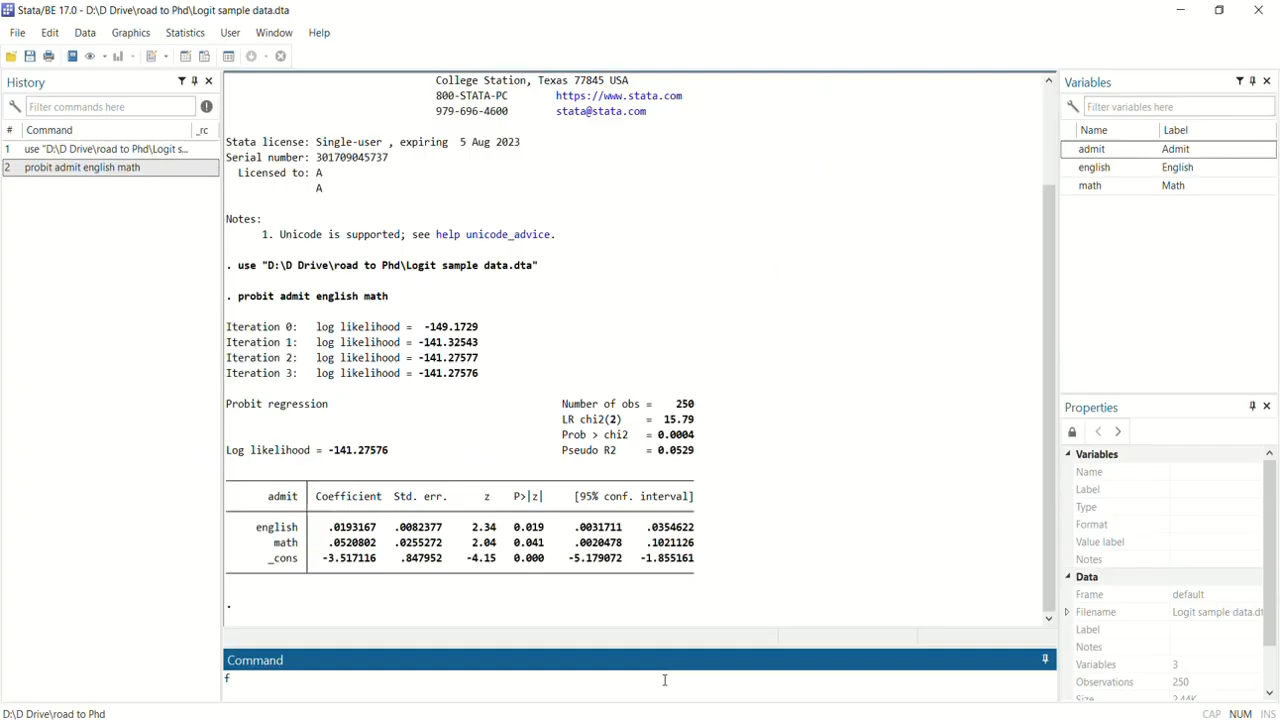 Stata/BE 17.0 - D:\D Drive\road to Phd\Logit sample data.dta
File Edit Data Graphics Statistics User Window Help
History
Filter commands here
# Command _rc
1 use "D:\D Drive\road to Phd\Logit s...
2 probit admit english math
College Station, Texas 77845 USA
800-STATA-PC https://www.stata.com
979-696-4600 stata@stata.com
Stata license: Single-user , expiring 5 Aug 2023
Serial number: 301709045737
Licensed to: A
A
Notes:
1. Unicode is supported; see help unicode_advice.
. use "D:\D Drive\road to Phd\Logit sample data.dta"
. probit admit english math
Iteration 0: log likelihood = -149.1729
Iteration 1: log likelihood = -141.32543
Iteration 2: log likelihood = -141.27577
Iteration 3: log likelihood = -141.27576
Probit regression Number of obs = 250
LR chi2(2) = 15.79
Prob > chi2 = 0.0004
Log likelihood = -141.27576 Pseudo R2 = 0.0529
admit Coefficient Std. err. z P>|z| [95% conf. interval]
english .0193167 .0082377 2.34 0.019 .0031711 .0354622
math .0520802 .0255272 2.04 0.041 .0020478 .1021126
_cons -3.517116 .847952 -4.15 0.000 -5.179072 -1.855161
.
Command
f
Variables
Filter variables here
Name Label
admit Admit
english English
math Math
Properties
Variables
Name
Label
Type
Format
Value label
Notes
Data
Frame default
Filename Logit sample data.dt
Label
Notes
Variables 3
Observations 250
Size 2.44K
D:\D Drive\road to Phd
CAP NUM INS